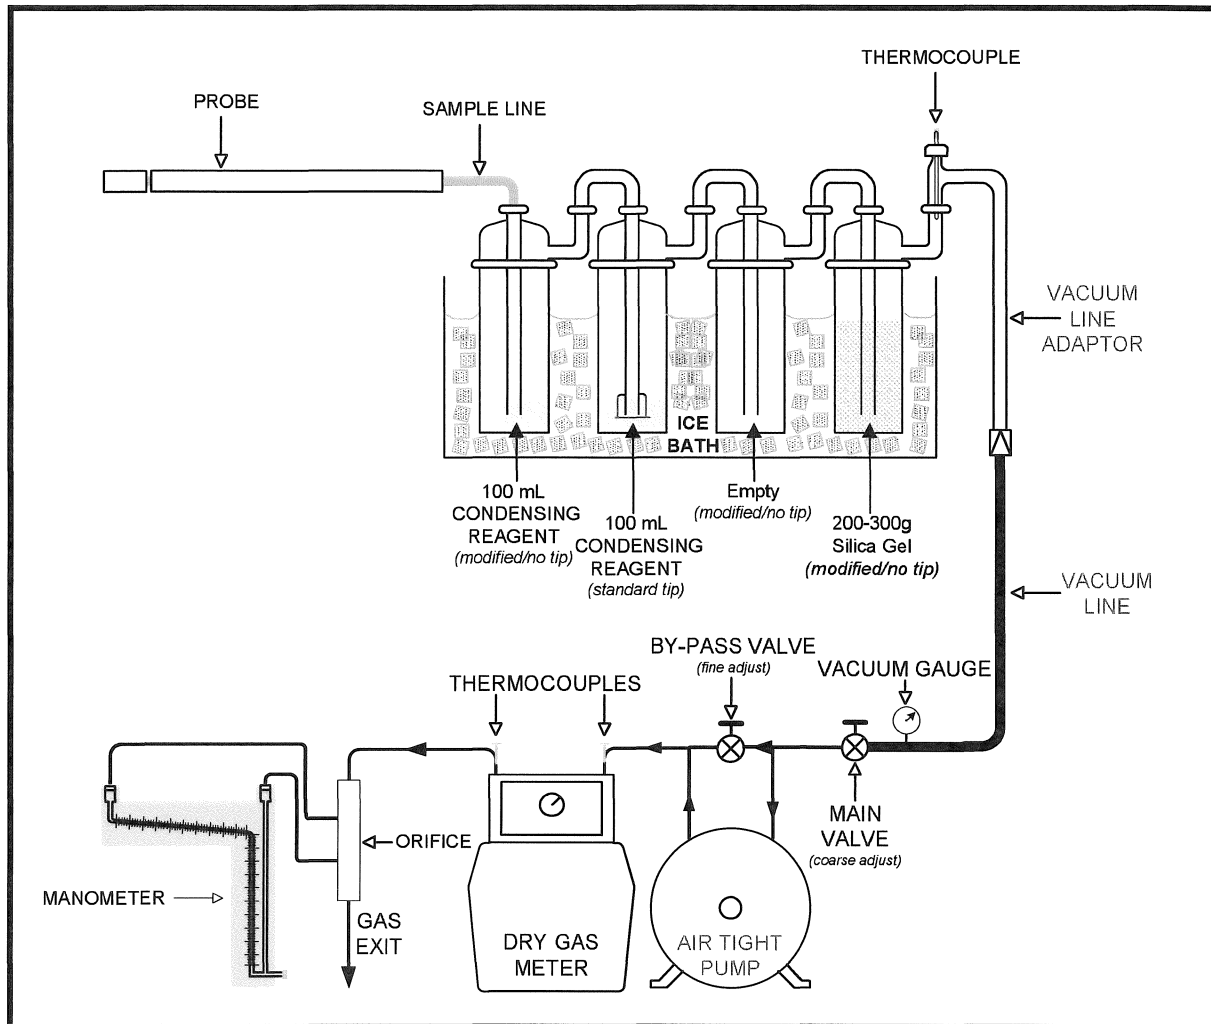 THERMOCOUPLE
PROBE
SAMPLE LINE
VACUUM
LINE
ADAPTOR
ICE
BATH
100 mL
CONDENSING
REAGENT
(modified/no tip)
100 mL
CONDENSING
REAGENT
(standard tip)
Empty
(modified/no tip)
200-300g
Silica Gel
(modified/no tip)
VACUUM
LINE
BY-PASS VALVE
(fine adjust)
VACUUM GAUGE
THERMOCOUPLES
MAIN
VALVE
(coarse adjust)
ORIFICE
MANOMETER
GAS
EXIT
DRY GAS
METER
AIR TIGHT
PUMP